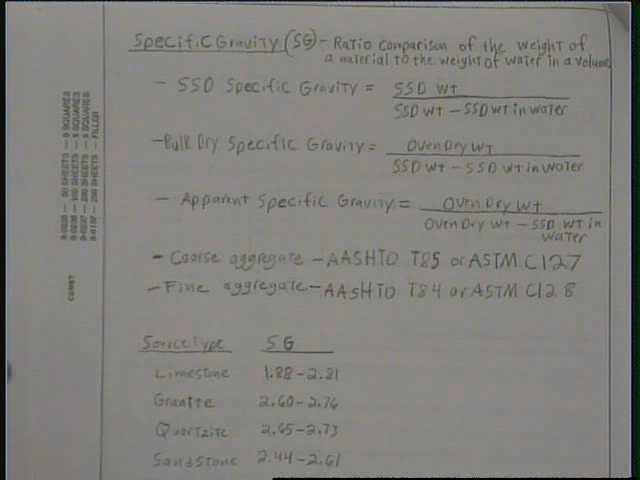 Specific Gravity (SG) - Ratio comparison of the weight of
a material to the weight of water in a volume
- SSD Specific Gravity = SSD Wt
SSD Wt - SSD Wt in water
- Bulk Dry Specific Gravity = Oven Dry WT
SSD Wt - SSD Wt in water
- Apparent Specific Gravity = Oven Dry Wt
Oven Dry Wt - SSD Wt in
water
- Coarse aggregate - AASHTO T85 or ASTM C127
- Fine aggregate - AASHTO T84 or ASTM C128
Source Type SG
Limestone 1.88 - 2.81
Granite 2.60 - 2.76
Quartzite 2.65 - 2.73
Sandstone 2.44 - 2.61
COMET